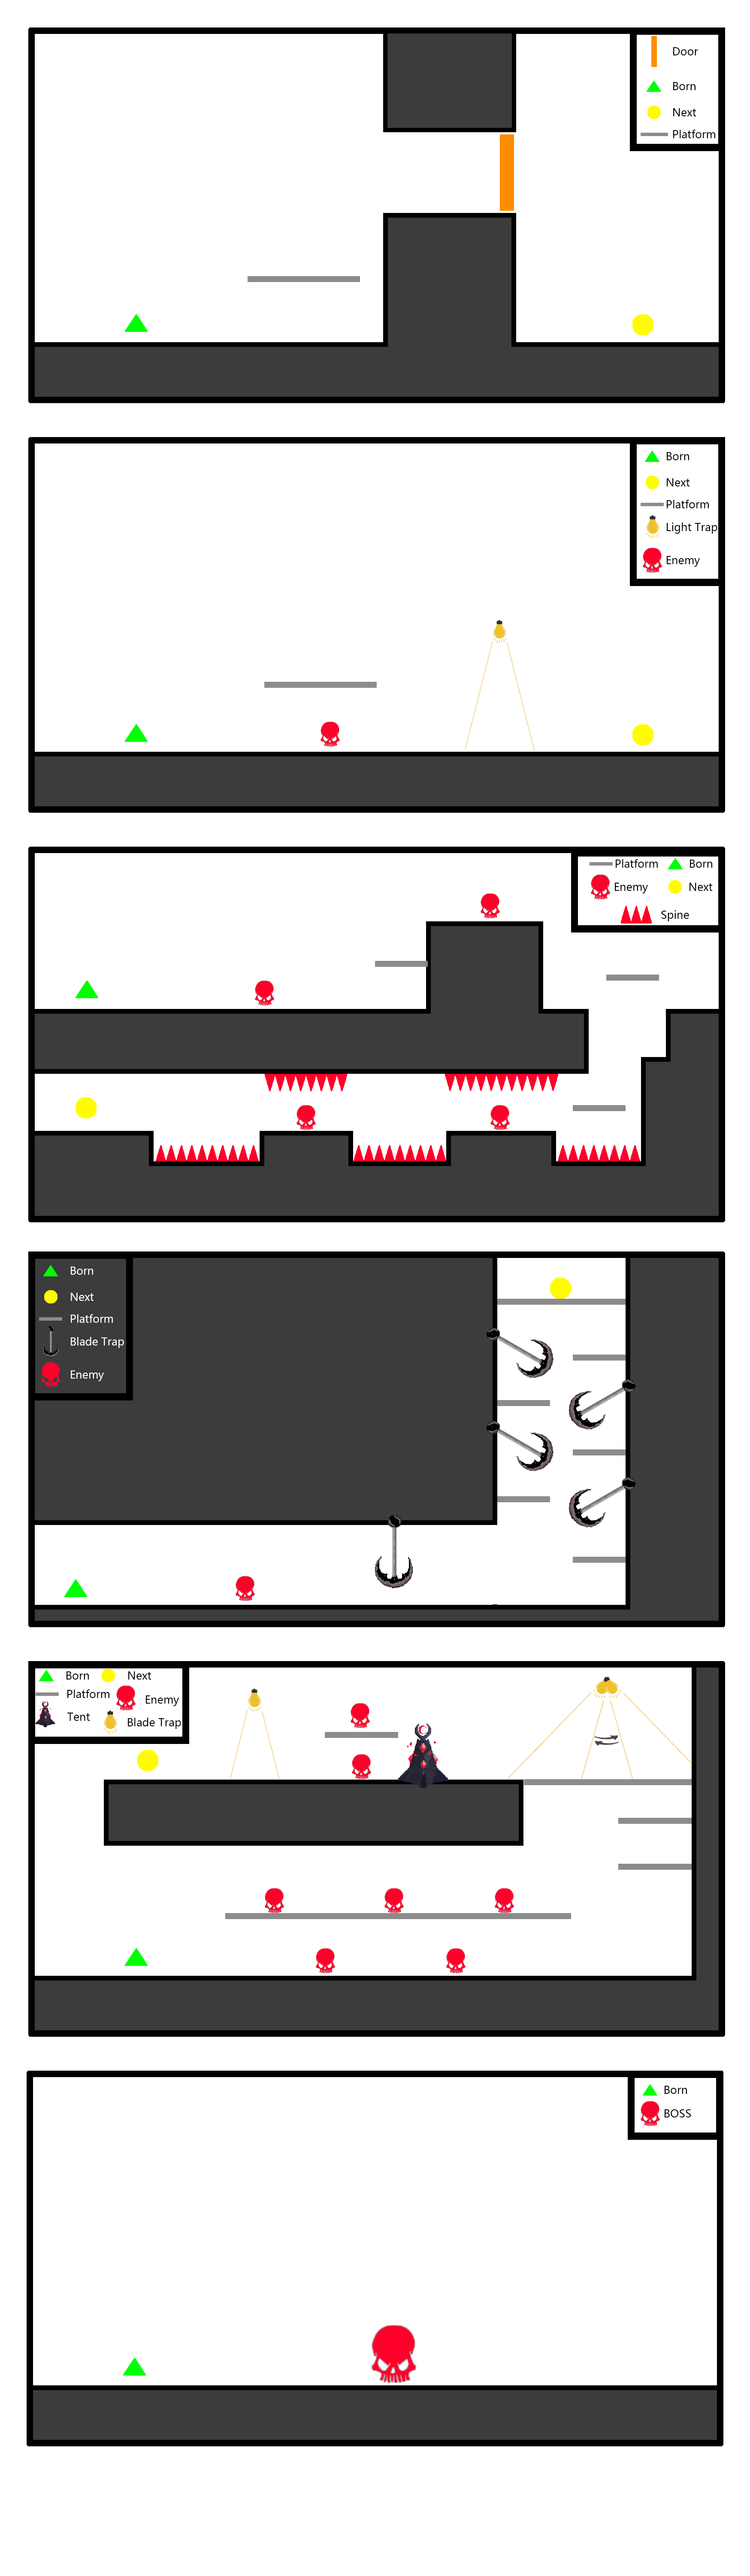 Door
Born
Next
Platform
Born
Next
Platform
Light Trap
Enemy
Platform Born
Enemy Next
Spine
Born
Next
Platform
Blade Trap
Enemy
Born Next
Platform Enemy
Tent Blade Trap
Born
BOSS